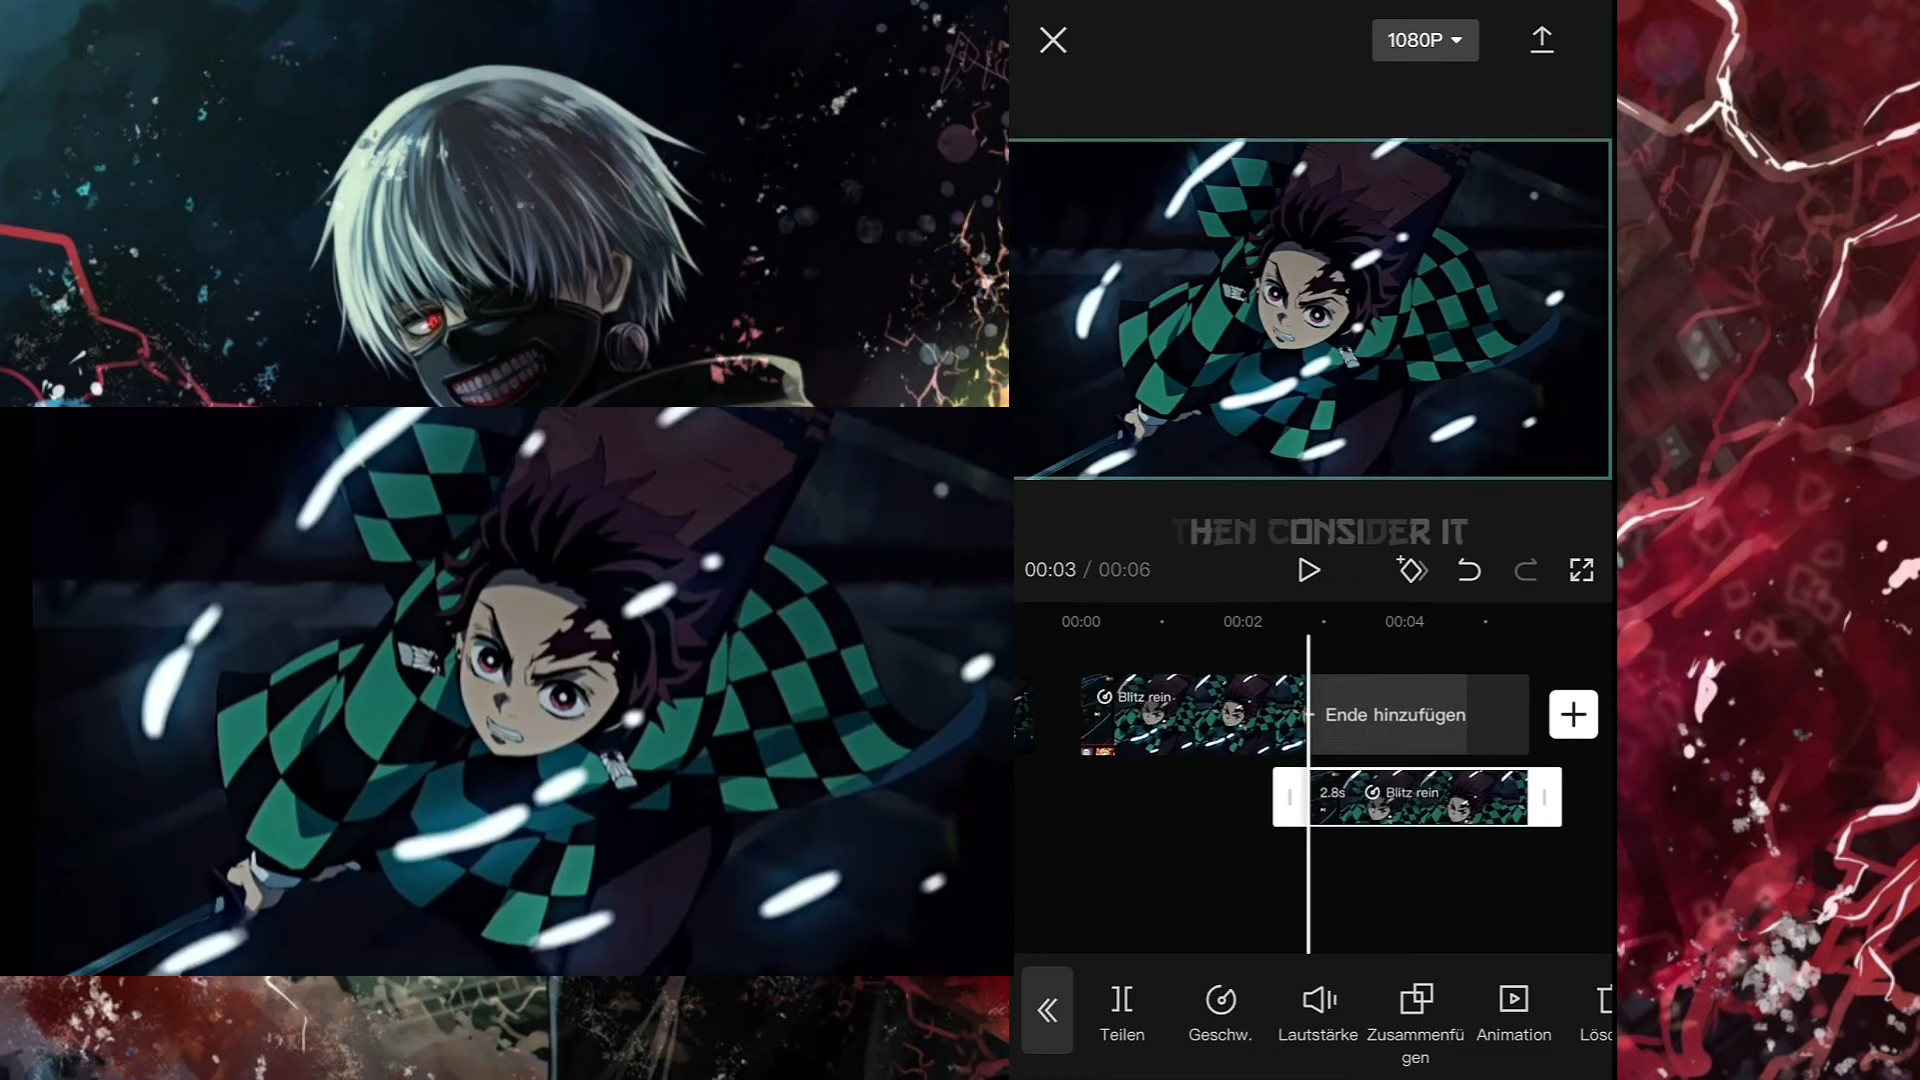 1080P
THEN CONSIDER IT
00:03 / 00:06
00:00
00:02
00:04
Blitz rein
Ende hinzufügen
2.8s
Blitz rein
Teilen
Geschw.
Lautstärke
Zusammenfü
gen
Animation
Lösc